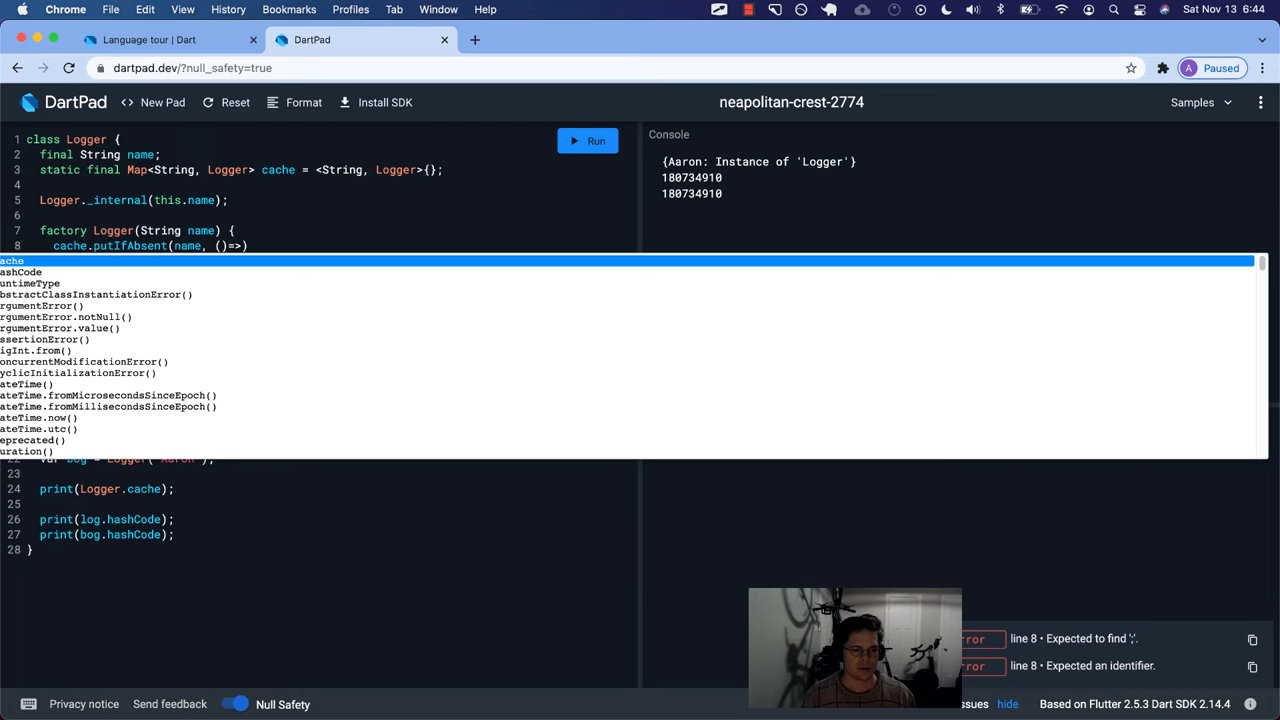 Chrome File Edit View History Bookmarks Profiles Tab Window Help Sat Nov 13 6:44
Language tour | Dart DartPad
dartpad.dev/?null_safety=true A Paused
DartPad <> New Pad Reset Format Install SDK neapolitan-crest-2774 Samples
1 class Logger {
2 final String name;
3 static final Map<String, Logger> cache = <String, Logger>{};
4
5 Logger._internal(this.name);
6
7 factory Logger(String name) {
8 cache.putIfAbsent(name, ()=>)
Run
Console
{Aaron: Instance of 'Logger'}
180734910
180734910
ache
ashCode
untimeType
bstractClassInstantiationError()
rgumentError()
rgumentError.notNull()
rgumentError.value()
ssertionError()
igInt.from()
oncurrentModificationError()
yclicInitializationError()
ateTime()
ateTime.fromMicrosecondsSinceEpoch()
ateTime.fromMillisecondsSinceEpoch()
ateTime.now()
ateTime.utc()
eprecated()
uration()
23
24 print(Logger.cache);
25
26 print(log.hashCode);
27 print(bog.hashCode);
28 }
rror line 8 • Expected to find ';'.
rror line 8 • Expected an identifier.
Privacy notice Send feedback Null Safety ssues hide Based on Flutter 2.5.3 Dart SDK 2.14.4